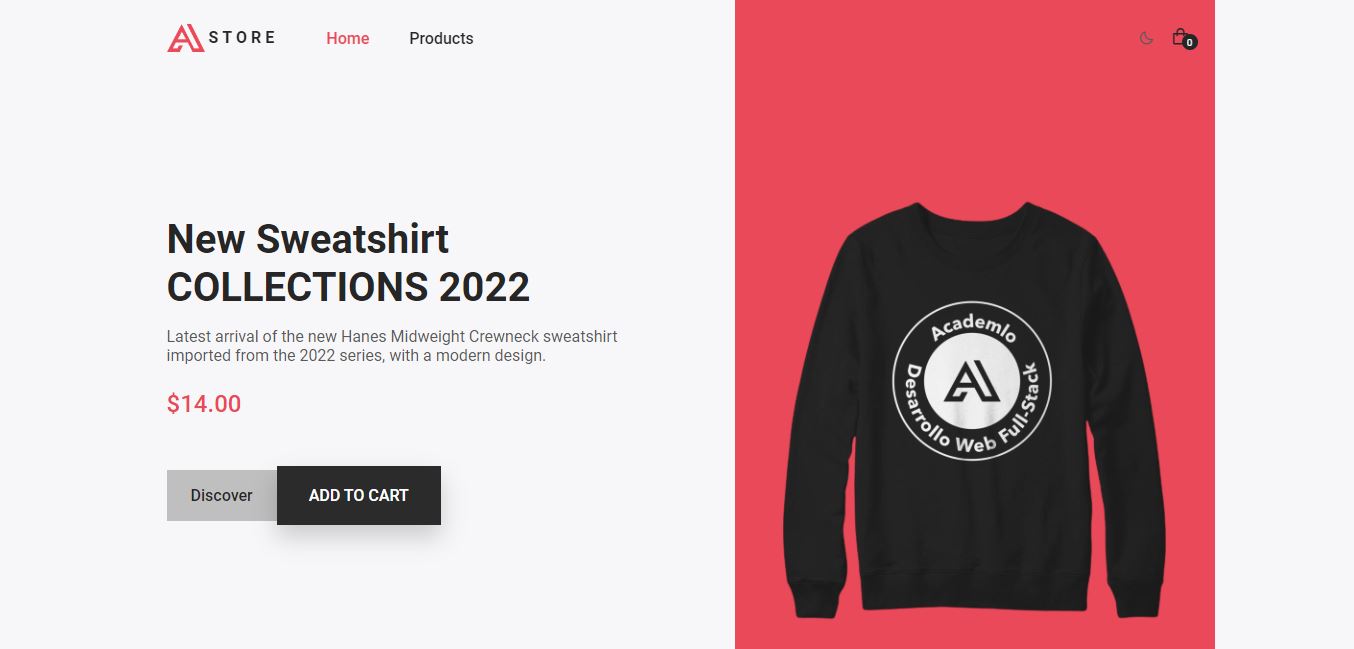 STORE
Home
Products
0
New Sweatshirt
COLLECTIONS 2022
Latest arrival of the new Hanes Midweight Crewneck sweatshirt
imported from the 2022 series, with a modern design.
$14.00
Discover
ADD TO CART
Academlo
Desarrollo Web Full-Stack